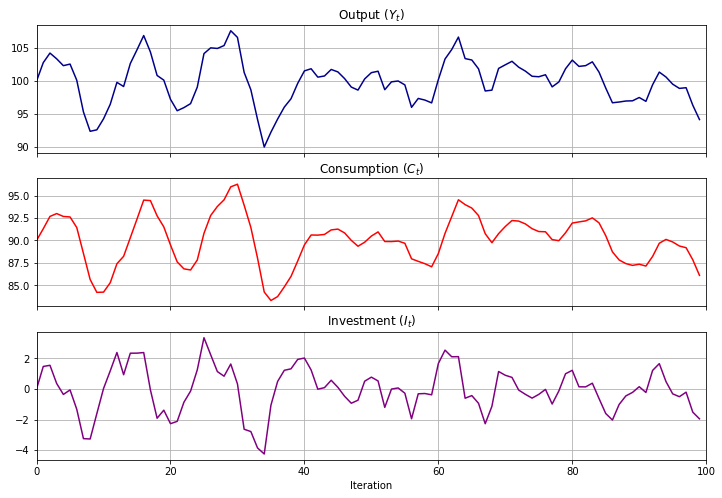 Output (Y_t)
105
100
95
90
Consumption (C_t)
95.0
92.5
90.0
87.5
85.0
Investment (I_t)
2
0
−2
−4
0 20 40 60 80 100
Iteration